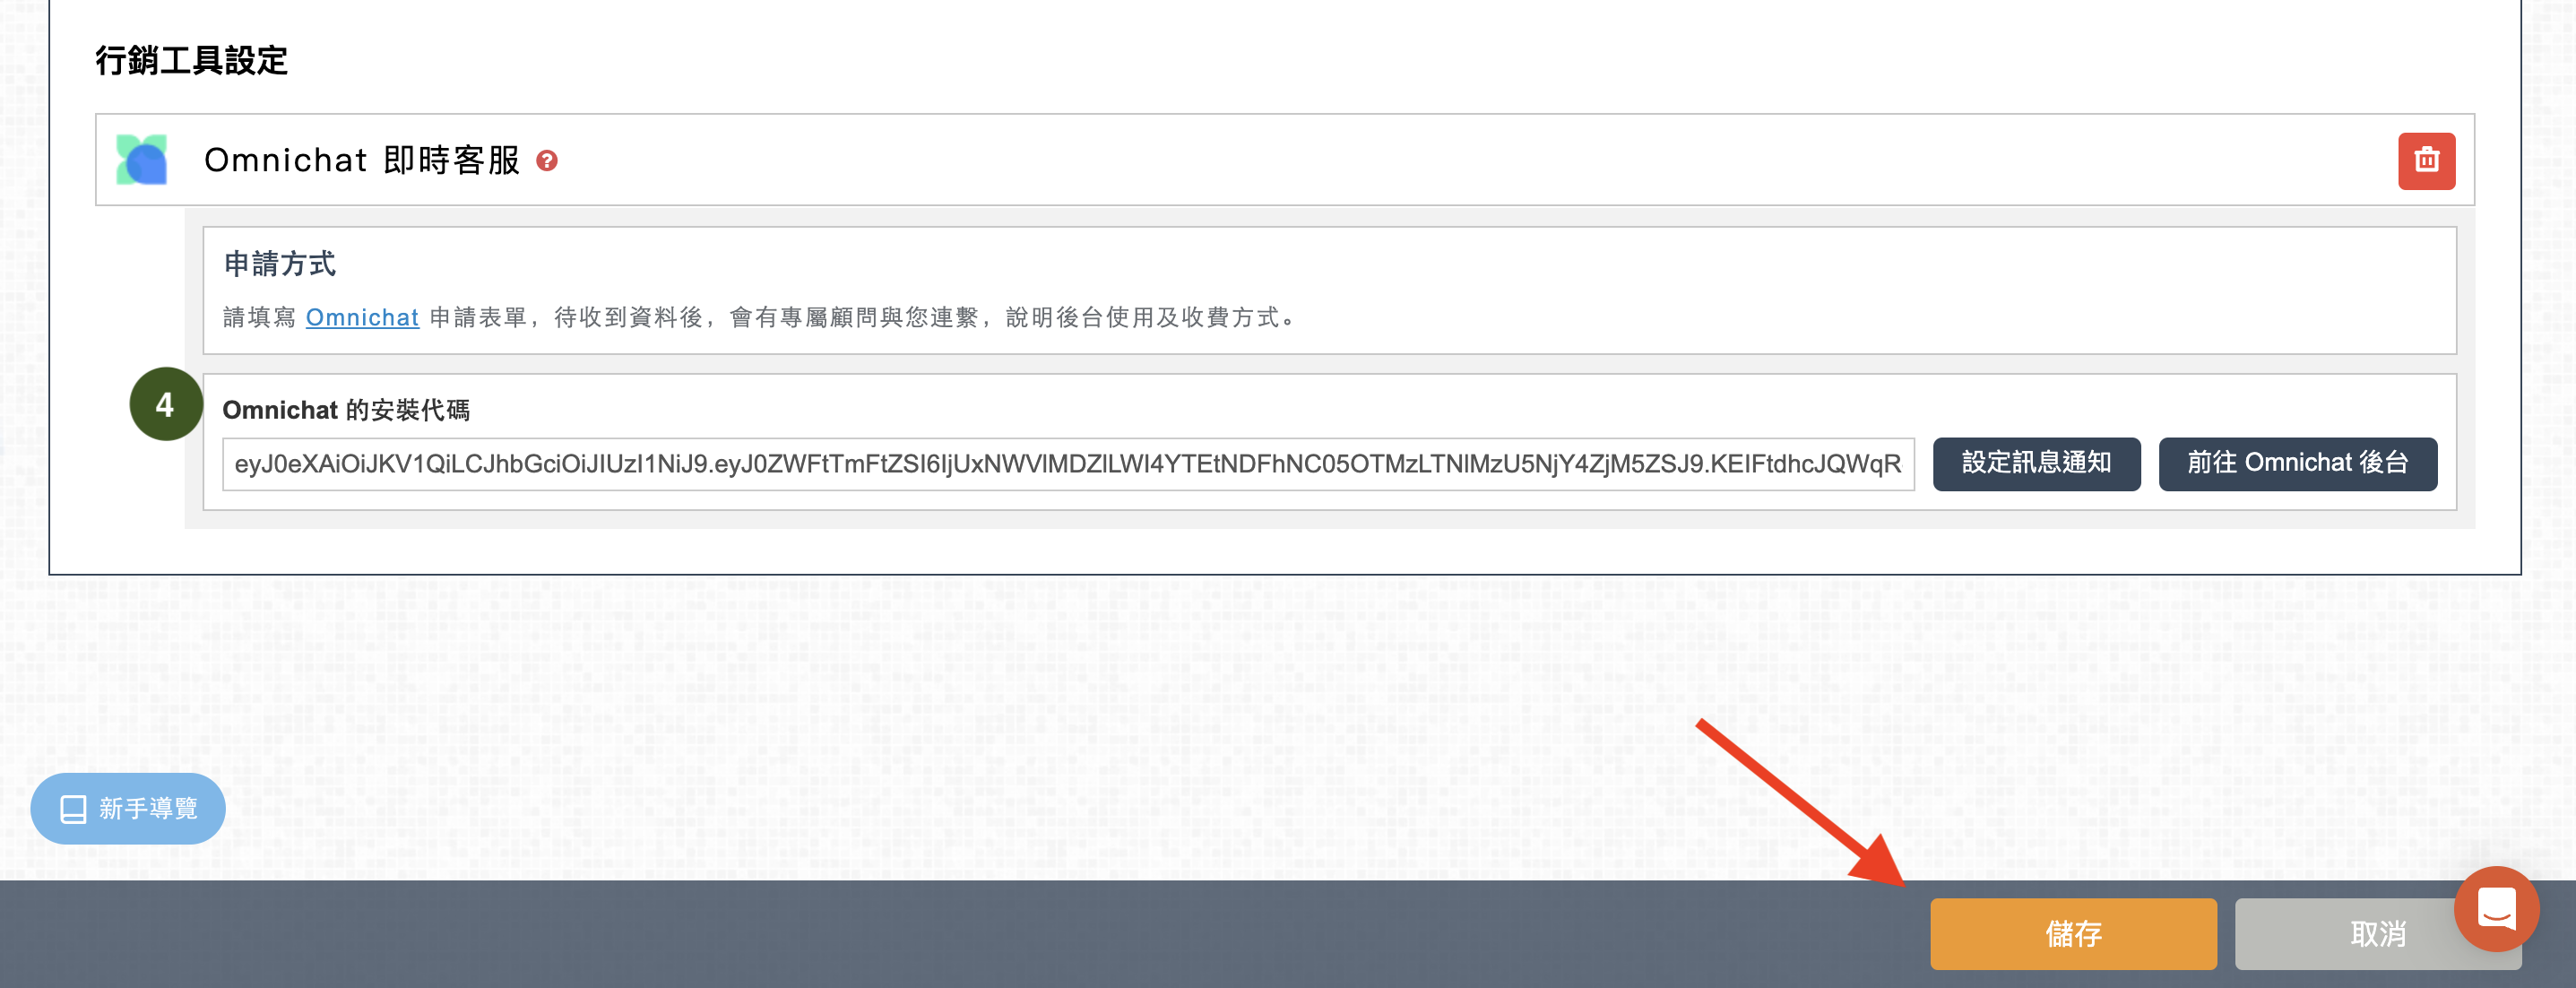 行銷工具設定
Omnichat 即時客服 ?
申請方式
請填寫 Omnichat 申請表單，待收到資料後，會有專屬顧問與您連繫，說明後台使用及收費方式。
4
Omnichat 的安裝代碼
eyJ0eXAiOiJKV1QiLCJhbGciOiJIUzI1NiJ9.eyJ0ZWFtTmFtZSI6IjUxNWVlMDZlLWI4YTEtNDFhNC05OTMzLTNlMzU5NjY4ZjM5ZSJ9.KEIFtdhcJQWqR
設定訊息通知
前往 Omnichat 後台
新手導覽
儲存
取消